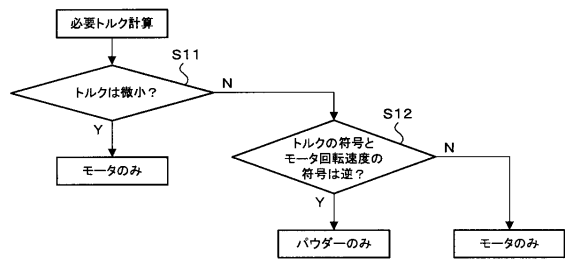 必要トルク計算
S11
トルクは微小？
N
Y
モータのみ
S12
トルクの符号と
モータ回転速度の
符号は逆？
N
Y
パウダーのみ
モータのみ